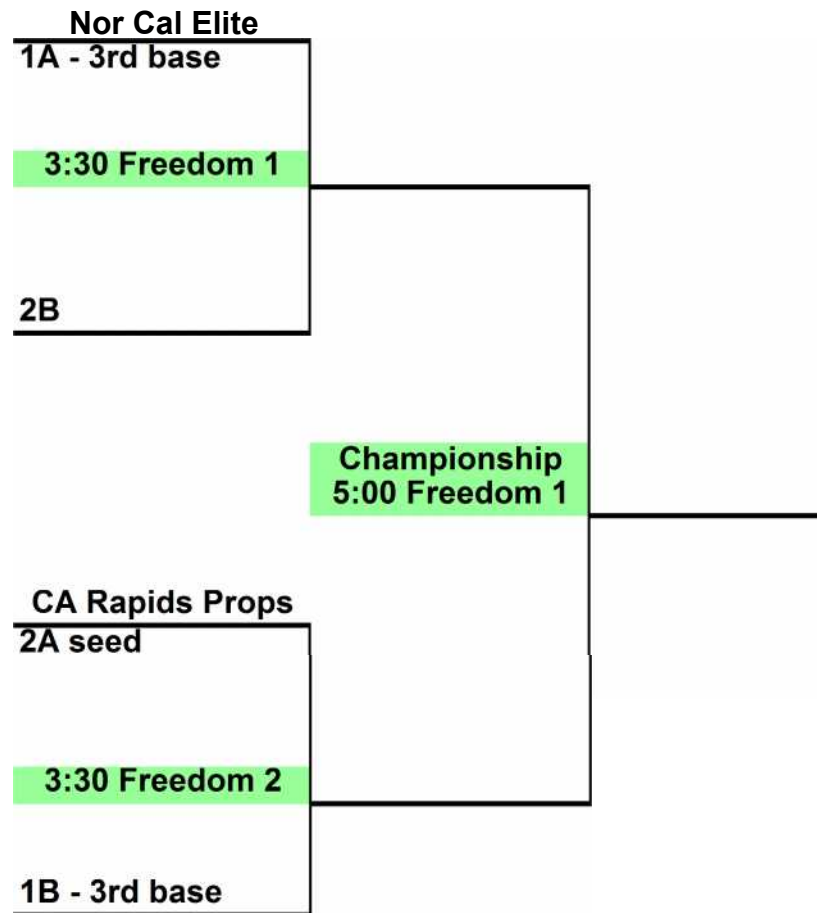 Nor Cal Elite
1A - 3rd base
3:30 Freedom 1
2B
Championship
5:00 Freedom 1
CA Rapids Props
2A seed
3:30 Freedom 2
1B - 3rd base